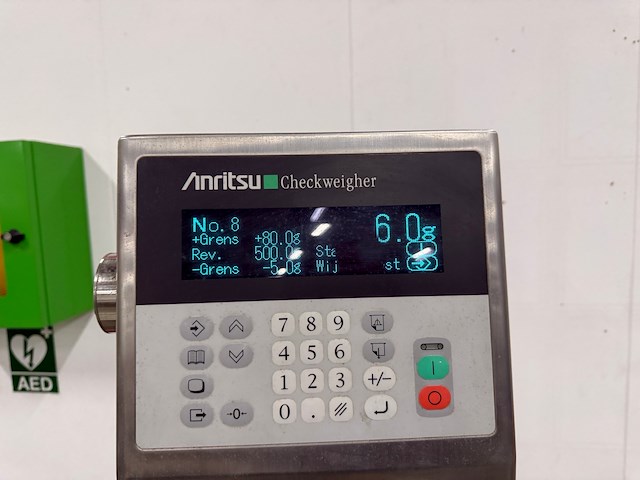 Anritsu Checkweigher
No. 8
6.0g
+Grens +80.0g
Rev. 500.
-Grens -5.0g
Wij
st
7 8 9
4 5 6
1 2 3 +/−
0 . ///
→0←
AED